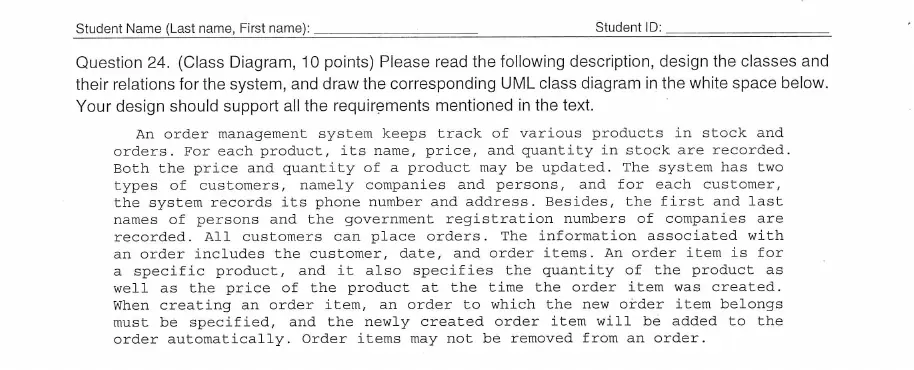 Student Name (Last name, First name): ______________________ Student ID: ______________________
Question 24. (Class Diagram, 10 points) Please read the following description, design the classes and
their relations for the system, and draw the corresponding UML class diagram in the white space below.
Your design should support all the requirements mentioned in the text.
An order management system keeps track of various products in stock and
orders. For each product, its name, price, and quantity in stock are recorded.
Both the price and quantity of a product may be updated. The system has two
types of customers, namely companies and persons, and for each customer,
the system records its phone number and address. Besides, the first and last
names of persons and the government registration numbers of companies are
recorded. All customers can place orders. The information associated with
an order includes the customer, date, and order items. An order item is for
a specific product, and it also specifies the quantity of the product as
well as the price of the product at the time the order item was created.
When creating an order item, an order to which the new order item belongs
must be specified, and the newly created order item will be added to the
order automatically. Order items may not be removed from an order.